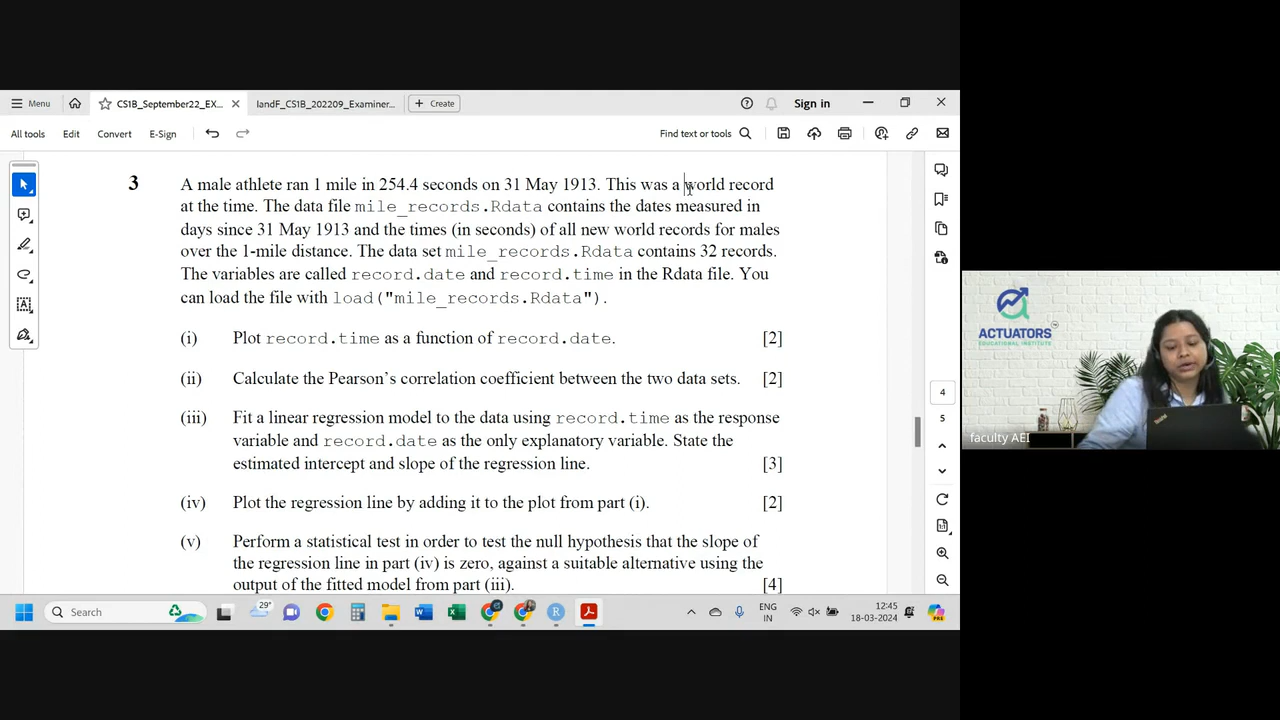 Menu
CS1B_September22_EX...
IandF_CS1B_202209_Examiner...
Create
Sign in
All tools
Edit
Convert
E-Sign
Find text or tools
3
A male athlete ran 1 mile in 254.4 seconds on 31 May 1913. This was a world record
at the time. The data file mile_records.Rdata contains the dates measured in
days since 31 May 1913 and the times (in seconds) of all new world records for males
over the 1-mile distance. The data set mile_records.Rdata contains 32 records.
The variables are called record.date and record.time in the Rdata file. You
can load the file with load("mile_records.Rdata").
(i) Plot record.time as a function of record.date. [2]
(ii) Calculate the Pearson's correlation coefficient between the two data sets. [2]
(iii) Fit a linear regression model to the data using record.time as the response
variable and record.date as the only explanatory variable. State the
estimated intercept and slope of the regression line. [3]
(iv) Plot the regression line by adding it to the plot from part (i). [2]
(v) Perform a statistical test in order to test the null hypothesis that the slope of
the regression line in part (iv) is zero, against a suitable alternative using the
output of the fitted model from part (iii). [4]
4
5
ACTUATORS
EDUCATIONAL INSTITUTE
faculty AEI
Search
29°
ENG
IN
12:45
18-03-2024